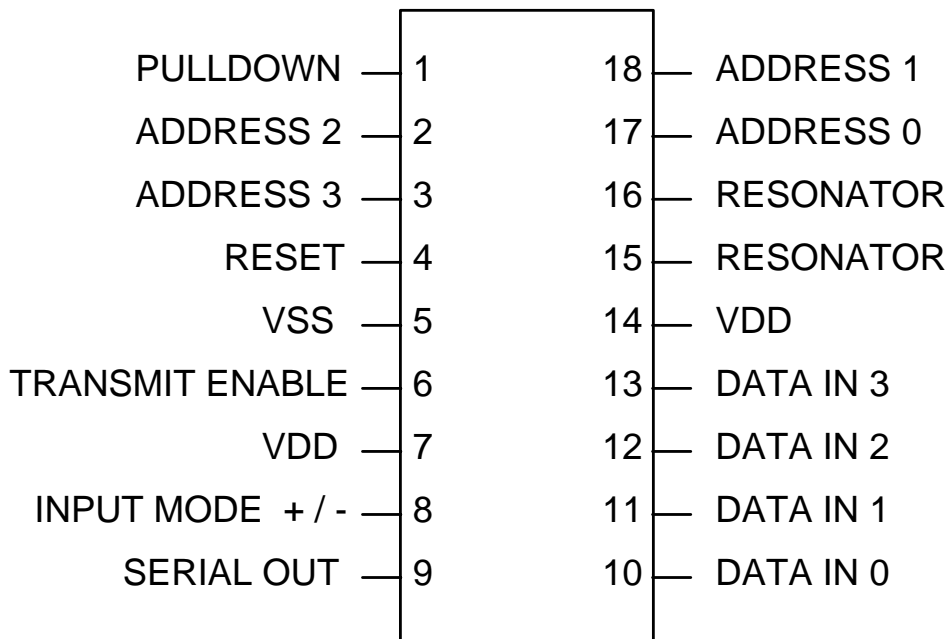 PULLDOWN 1 18 ADDRESS 1
ADDRESS 2 2 17 ADDRESS 0
ADDRESS 3 3 16 RESONATOR
RESET 4 15 RESONATOR
VSS 5 14 VDD
TRANSMIT ENABLE 6 13 DATA IN 3
VDD 7 12 DATA IN 2
INPUT MODE + / - 8 11 DATA IN 1
SERIAL OUT 9 10 DATA IN 0